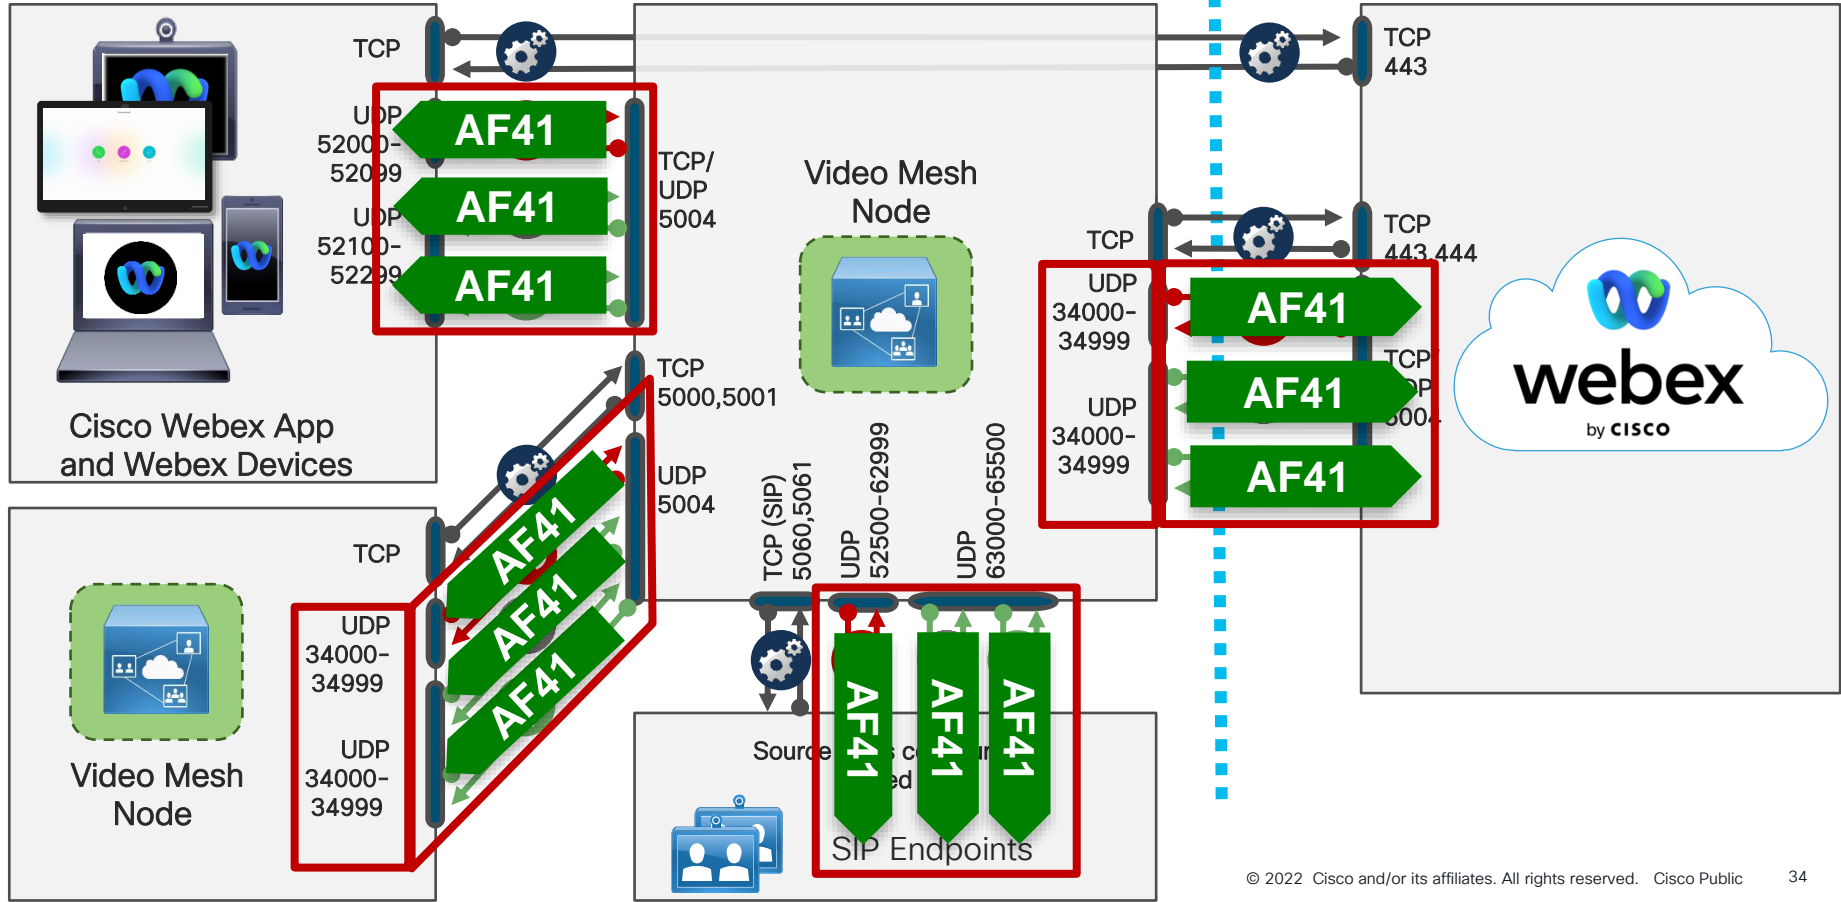 TCP
UDP
52000-
52099
UDP
52100-
52299
AF41
AF41
AF41
TCP/
UDP
5004
Cisco Webex App
and Webex Devices
TCP
5000,5001
UDP
5004
Video Mesh
Node
TCP
443
TCP
TCP
443,444
UDP
34000-
34999
UDP
34000-
34999
AF41
AF41
AF41
TCP/
5004
webex
by CISCO
TCP
UDP
34000-
34999
UDP
34000-
34999
AF41
AF41
AF41
Video Mesh
Node
TCP (SIP)
5060,5061
UDP
52500-62999
UDP
63000-65500
AF41
AF41
AF41
Source
SIP Endpoints
© 2022 Cisco and/or its affiliates. All rights reserved. Cisco Public 34